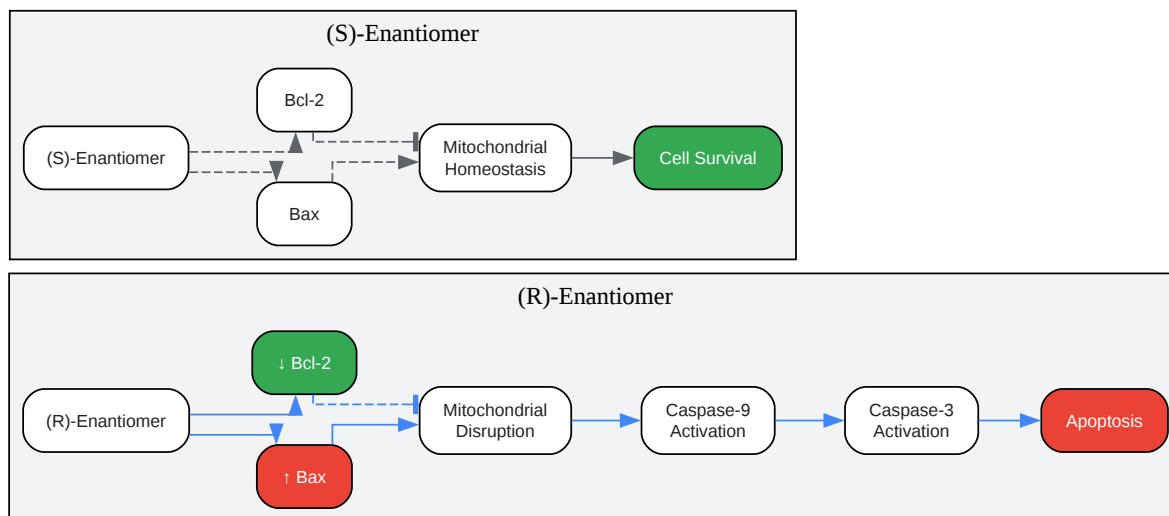 (S)-Enantiomer
Bcl-2
(S)-Enantiomer
Mitochondrial
Homeostasis
Cell Survival
Bax
(R)-Enantiomer
↓ Bcl-2
(R)-Enantiomer
Mitochondrial
Disruption
Caspase-9
Activation
Caspase-3
Activation
Apoptosis
↑ Bax